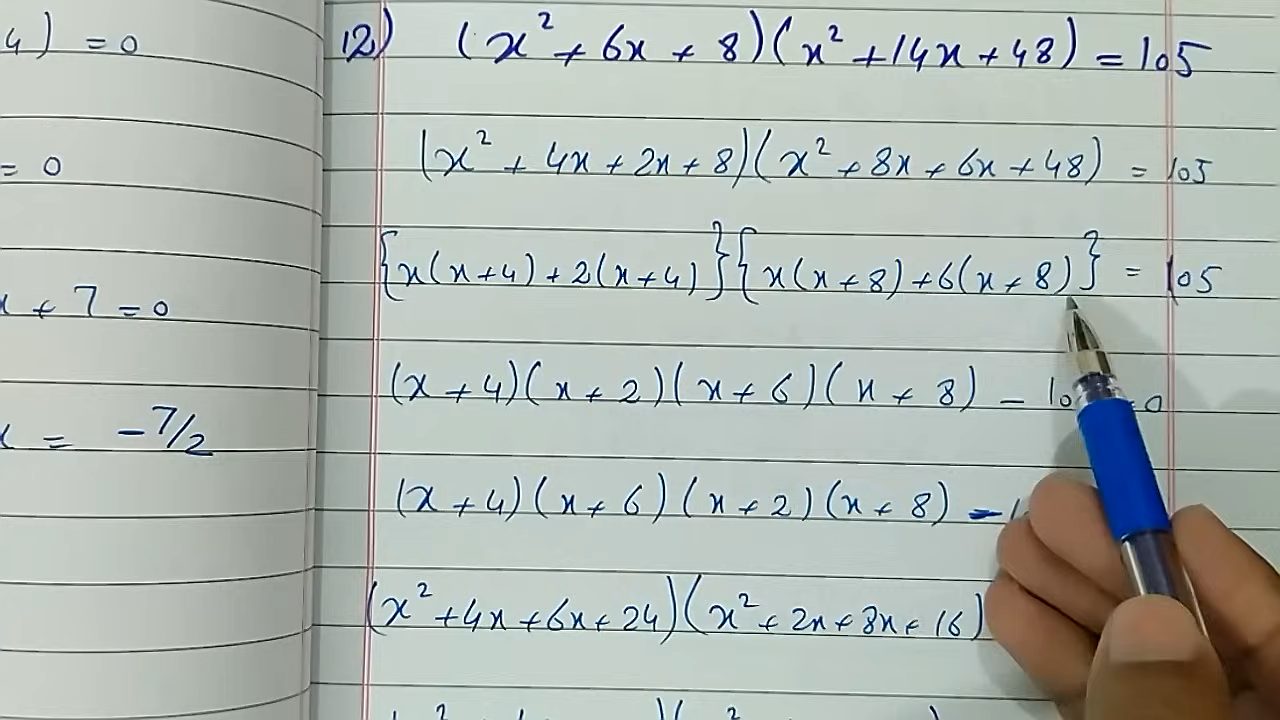 4) = 0
= 0
x + 7 = 0
x = -7/2
12) (x² + 6x + 8)(x² + 14x + 48) = 105
(x² + 4x + 2x + 8)(x² + 8x + 6x + 48) = 105
{x(x+4) + 2(x+4)}{x(x+8) + 6(x+8)} = 105
(x + 4)(x + 2)(x + 6)(x + 8) - 10 = 0
(x + 4)(x + 6)(x + 2)(x + 8) - 1
(x² + 4x + 6x + 24)(x² + 2x + 8x + 16)